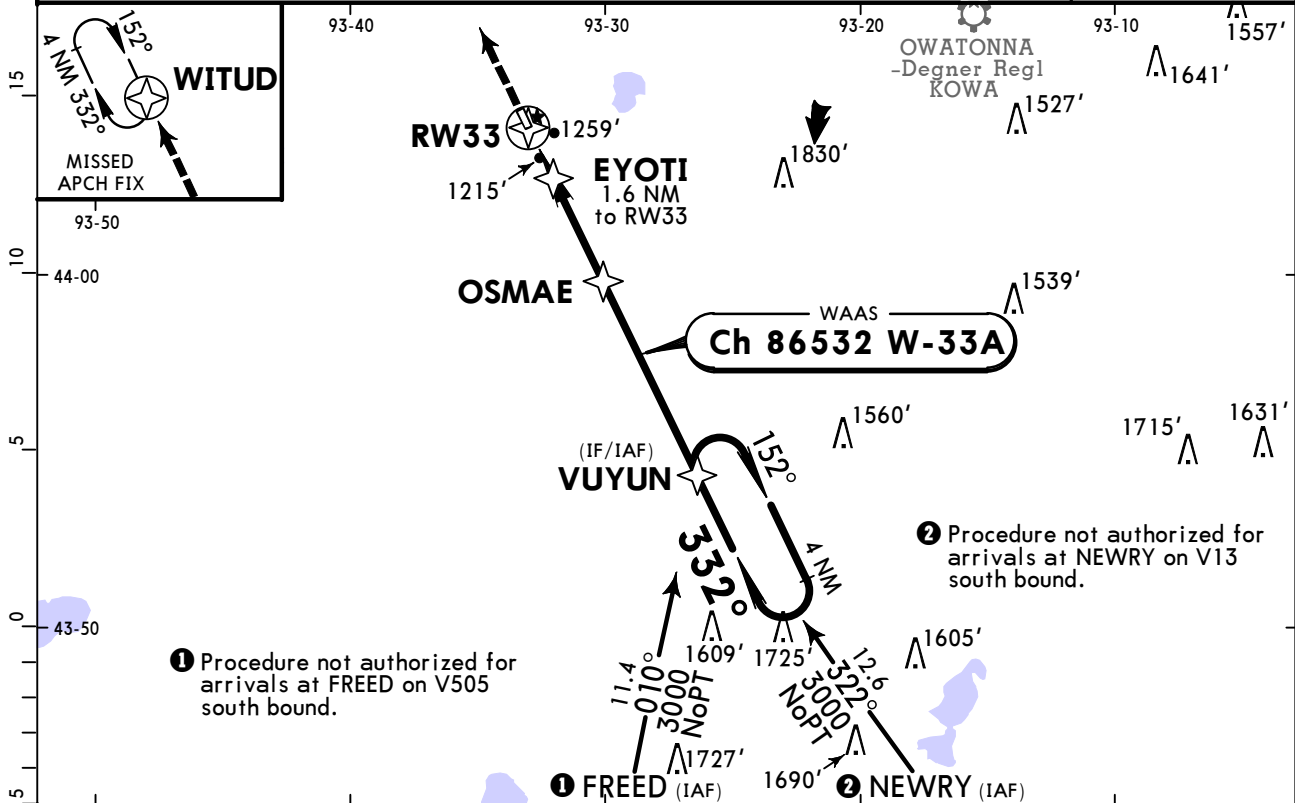 93-40
93-30
93-20
93-10
1557'
152°
4 NM
332°
WITUD
MISSED
APCH FIX
93-50
OWATONNA
-Degner Regl
KOWA
1641'
1527'
15
RW33
1259'
1215'
EYOTI
1.6 NM
to RW33
1830'
10
44-00
OSMAE
1539'
WAAS
Ch 86532 W-33A
5
(IF/IAF)
VUYUN
152°
1560'
1715'
1631'
332°
4 NM
2 Procedure not authorized for
arrivals at NEWRY on V13
south bound.
0
43-50
1609'
1725'
1605'
1 Procedure not authorized for
arrivals at FREED on V505
south bound.
11.4
010°
3000
NoPT
12.6
322°
3000
NoPT
1727'
1690'
5
1 FREED (IAF)
2 NEWRY (IAF)